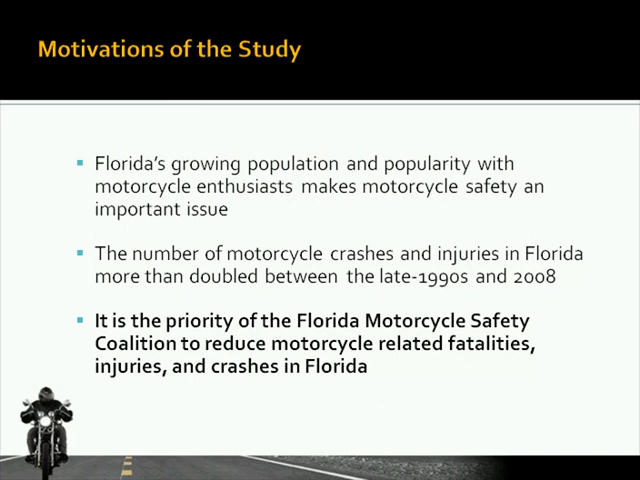 Motivations of the Study
Florida's growing population and popularity with
motorcycle enthusiasts makes motorcycle safety an
important issue
The number of motorcycle crashes and injuries in Florida
more than doubled between the late-1990s and 2008
It is the priority of the Florida Motorcycle Safety
Coalition to reduce motorcycle related fatalities,
injuries, and crashes in Florida